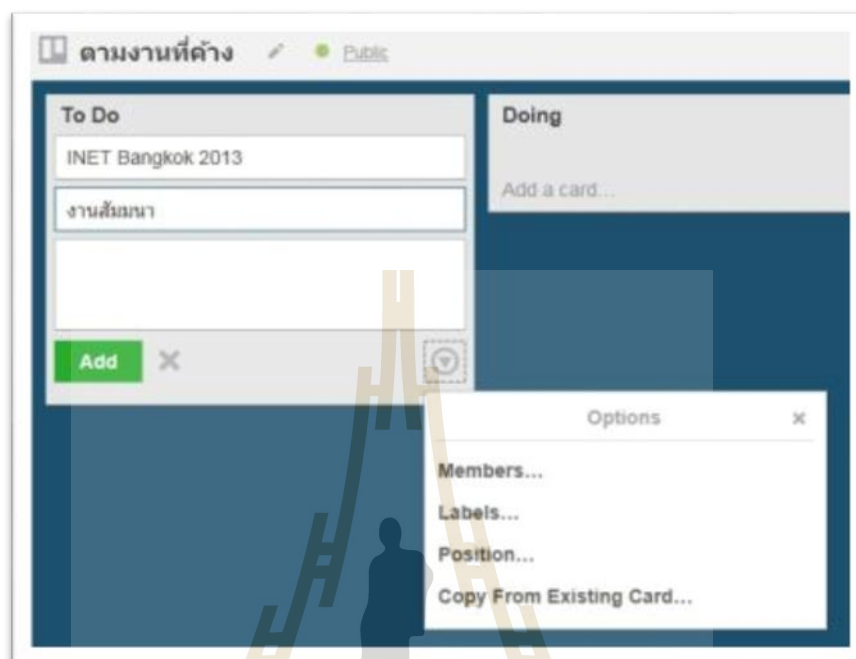 ตามงานที่ค้าง Public
To Do
INET Bangkok 2013
งานสัมมนา
Add
Doing
Add a card...
Options
Members...
Labels...
Position...
Copy From Existing Card...